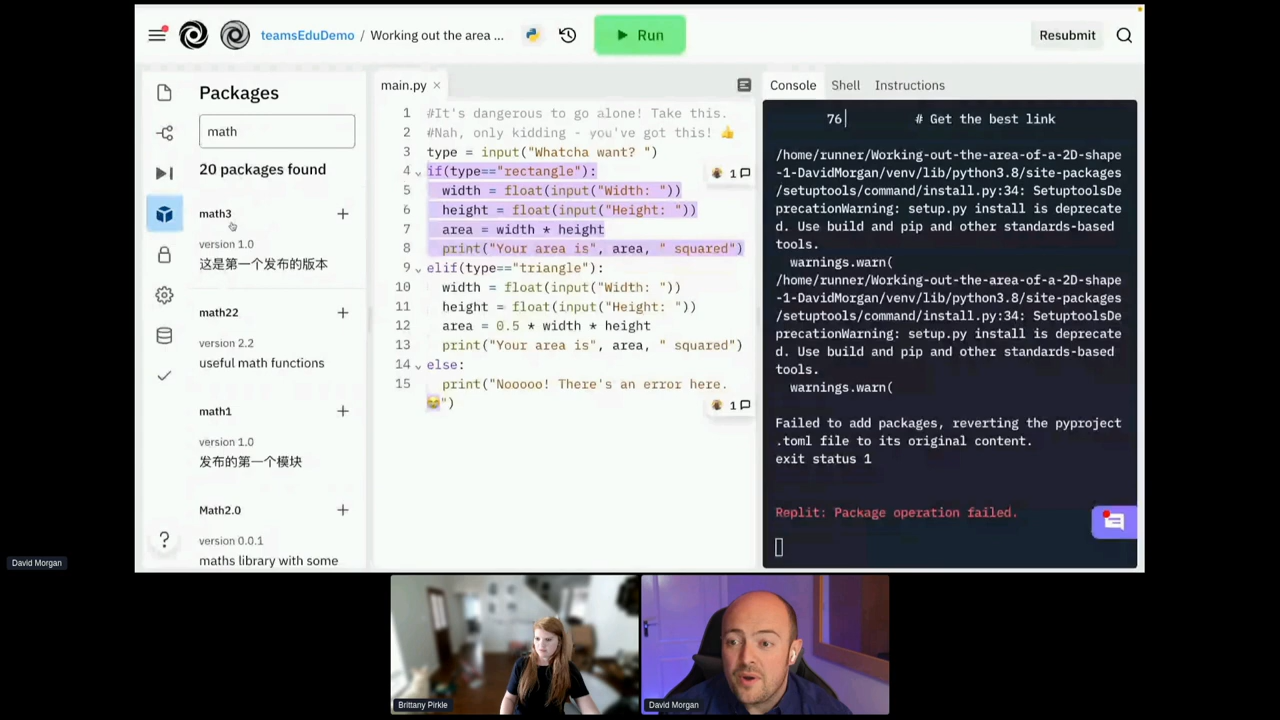 teamsEduDemo / Working out the area ...
Run
Resubmit
Packages
math
20 packages found
math3
version 1.0
这是第一个发布的版本
math22
version 2.2
useful math functions
math1
version 1.0
发布的第一个模块
Math2.0
version 0.0.1
maths library with some
main.py
1 #It's dangerous to go alone! Take this.
2 #Nah, only kidding - you've got this! 👍
3 type = input("Whatcha want? ")
4 if(type=="rectangle"):
5 width = float(input("Width: "))
6 height = float(input("Height: "))
7 area = width * height
8 print("Your area is", area, " squared")
9 elif(type=="triangle"):
10 width = float(input("Width: "))
11 height = float(input("Height: "))
12 area = 0.5 * width * height
13 print("Your area is", area, " squared")
14 else:
15 print("Nooooo! There's an error here.
😭")
1
1
Console Shell Instructions
76| # Get the best link
/home/runner/Working-out-the-area-of-a-2D-shape
-1-DavidMorgan/venv/lib/python3.8/site-packages
/setuptools/command/install.py:34: SetuptoolsDe
precationWarning: setup.py install is deprecate
d. Use build and pip and other standards-based
tools.
warnings.warn(
/home/runner/Working-out-the-area-of-a-2D-shape
-1-DavidMorgan/venv/lib/python3.8/site-packages
/setuptools/command/install.py:34: SetuptoolsDe
precationWarning: setup.py install is deprecate
d. Use build and pip and other standards-based
tools.
warnings.warn(
Failed to add packages, reverting the pyproject
.toml file to its original content.
exit status 1
Replit: Package operation failed.
?
David Morgan
Brittany Pirkle
David Morgan